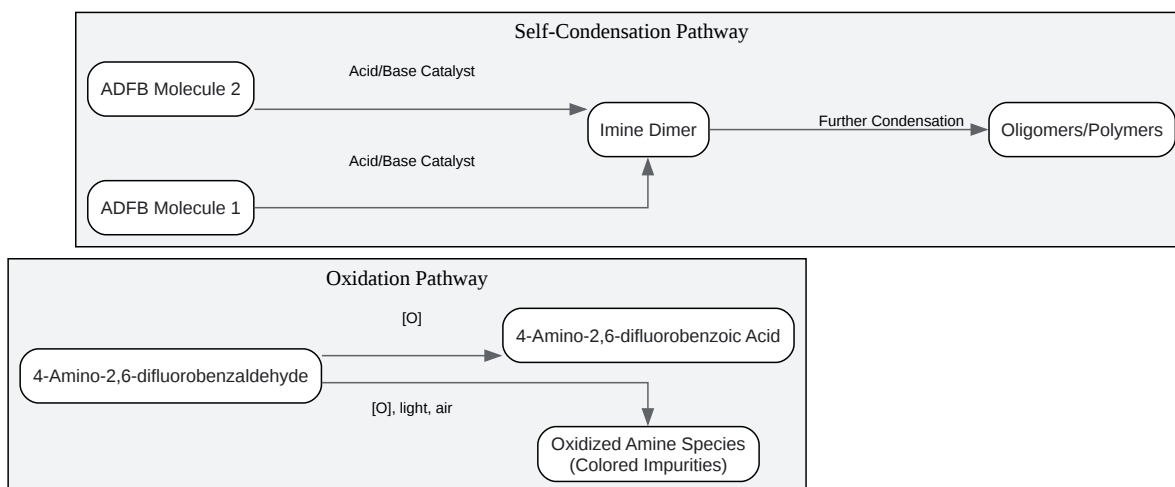 Self-Condensation Pathway
Acid/Base Catalyst
ADFB Molecule 2
Imine Dimer
Further Condensation
Oligomers/Polymers
Acid/Base Catalyst
ADFB Molecule 1
Oxidation Pathway
[O]
4-Amino-2,6-difluorobenzoic Acid
4-Amino-2,6-difluorobenzaldehyde
[O], light, air
Oxidized Amine Species
(Colored Impurities)